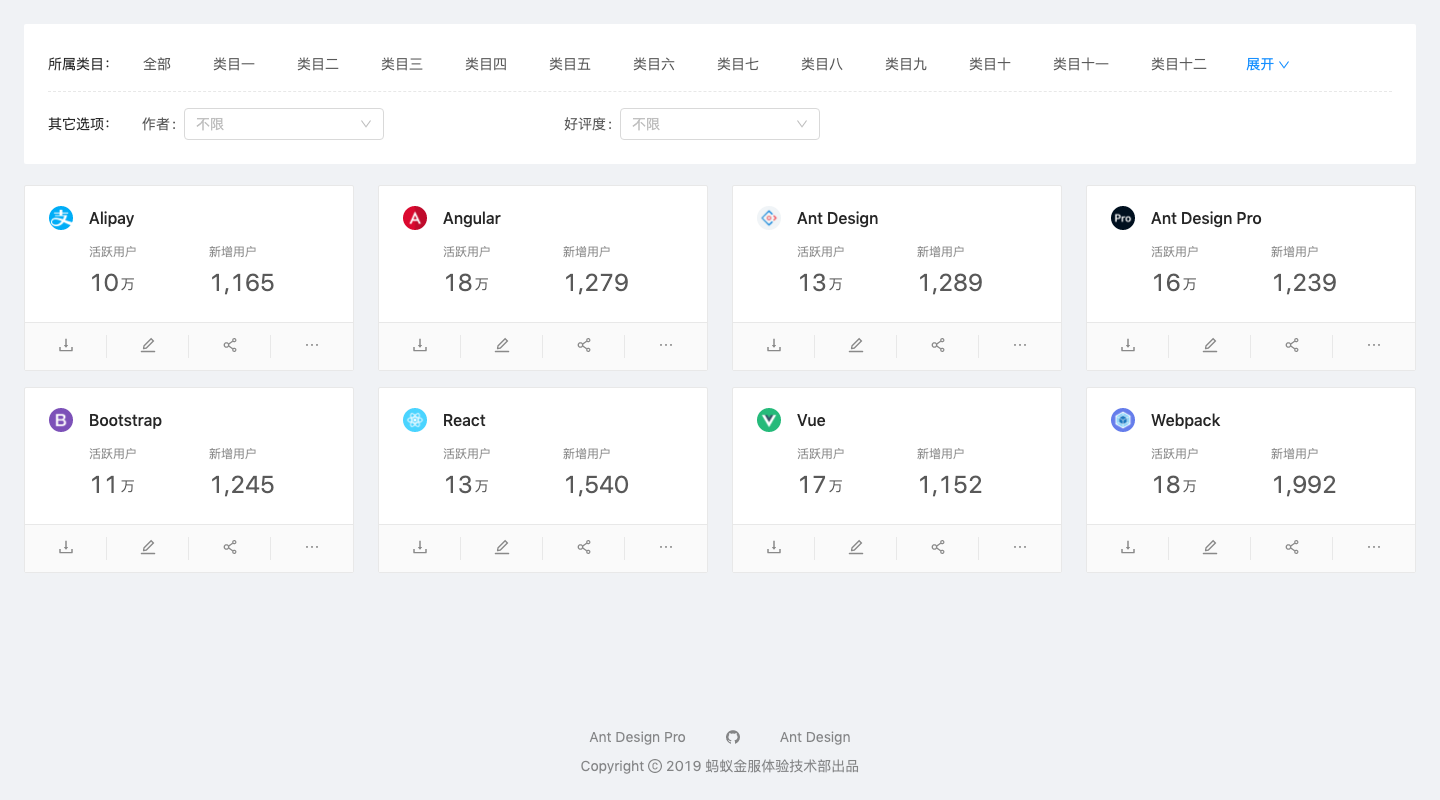 所属类目: 全部 类目一 类目二 类目三 类目四 类目五 类目六 类目七 类目八 类目九 类目十 类目十一 类目十二 展开
其它选项: 作者: 不限 好评度: 不限
Alipay
活跃用户 新增用户
10万 1,165
Angular
活跃用户 新增用户
18万 1,279
Ant Design
活跃用户 新增用户
13万 1,289
Pro Ant Design Pro
活跃用户 新增用户
16万 1,239
B Bootstrap
活跃用户 新增用户
11万 1,245
React
活跃用户 新增用户
13万 1,540
Vue
活跃用户 新增用户
17万 1,152
Webpack
活跃用户 新增用户
18万 1,992
Ant Design Pro Ant Design
Copyright © 2019 蚂蚁金服体验技术部出品